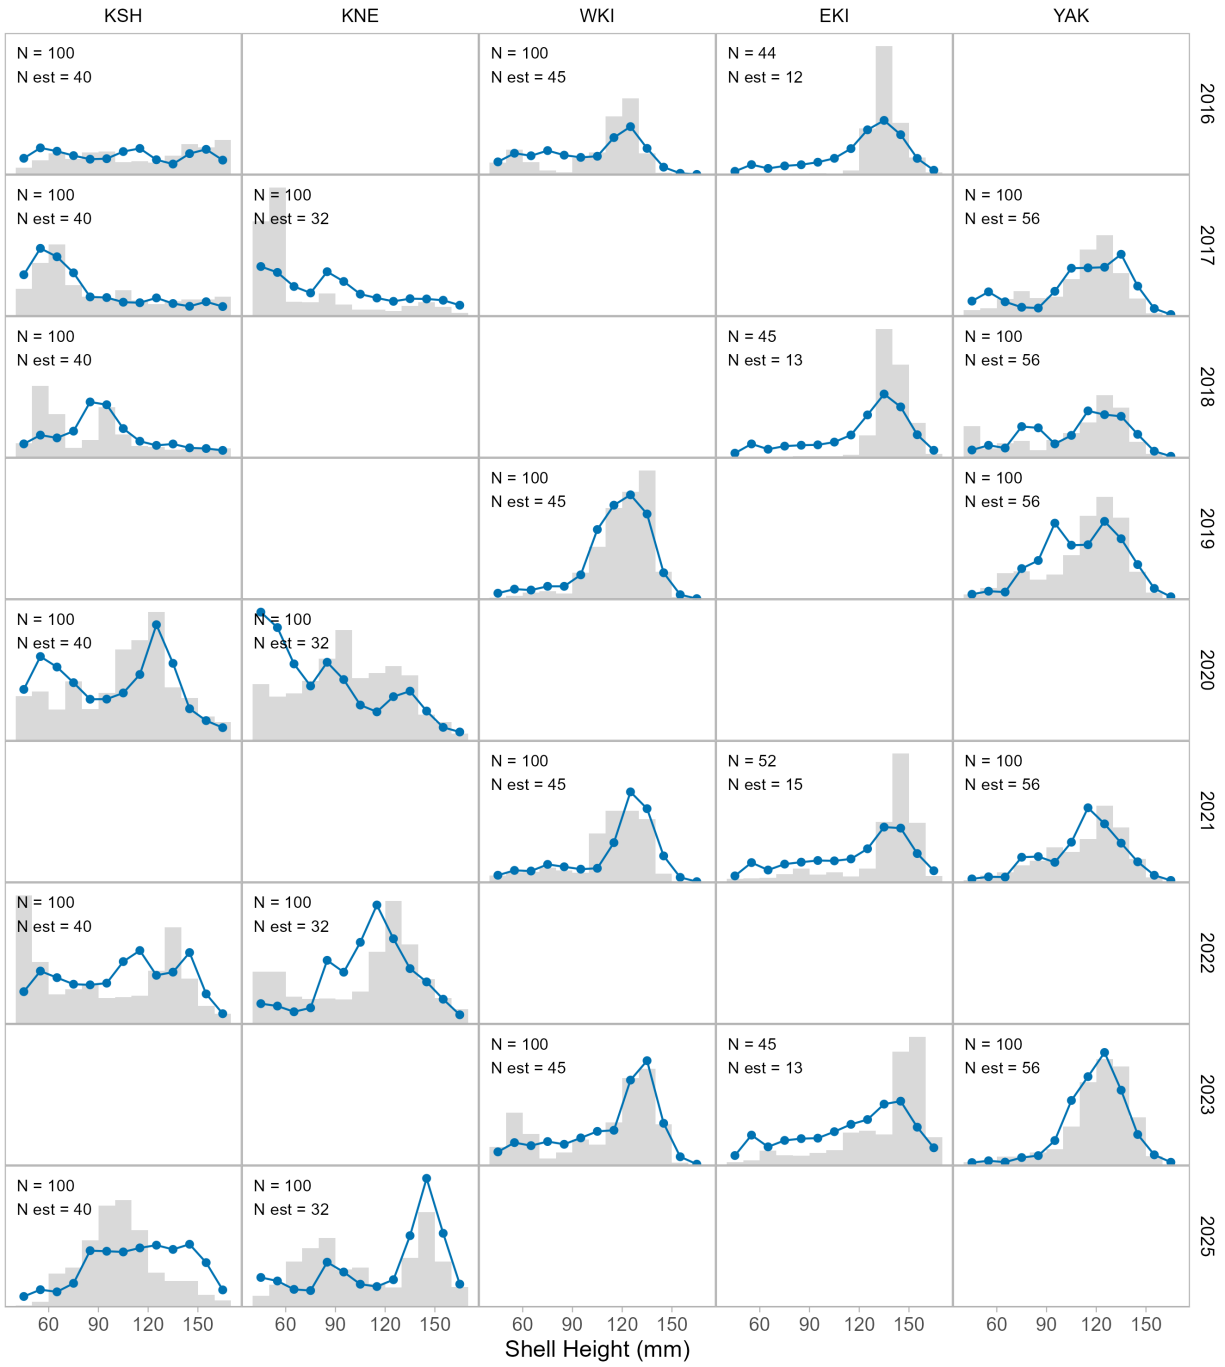 KSH KNE WKI EKI YAK
N = 100
N est = 40
N = 100
N est = 45
N = 44
N est = 12
2016
N = 100
N est = 40
N = 100
N est = 32
N = 100
N est = 56
2017
N = 100
N est = 40
N = 45
N est = 13
N = 100
N est = 56
2018
N = 100
N est = 45
N = 100
N est = 56
2019
N = 100
N est = 40
N = 100
N est = 32
2020
N = 100
N est = 45
N = 52
N est = 15
N = 100
N est = 56
2021
N = 100
N est = 40
N = 100
N est = 32
2022
N = 100
N est = 45
N = 45
N est = 13
N = 100
N est = 56
2023
N = 100
N est = 40
N = 100
N est = 32
2025
60 90 120 150 60 90 120 150 60 90 120 150 60 90 120 150 60 90 120 150
Shell Height (mm)